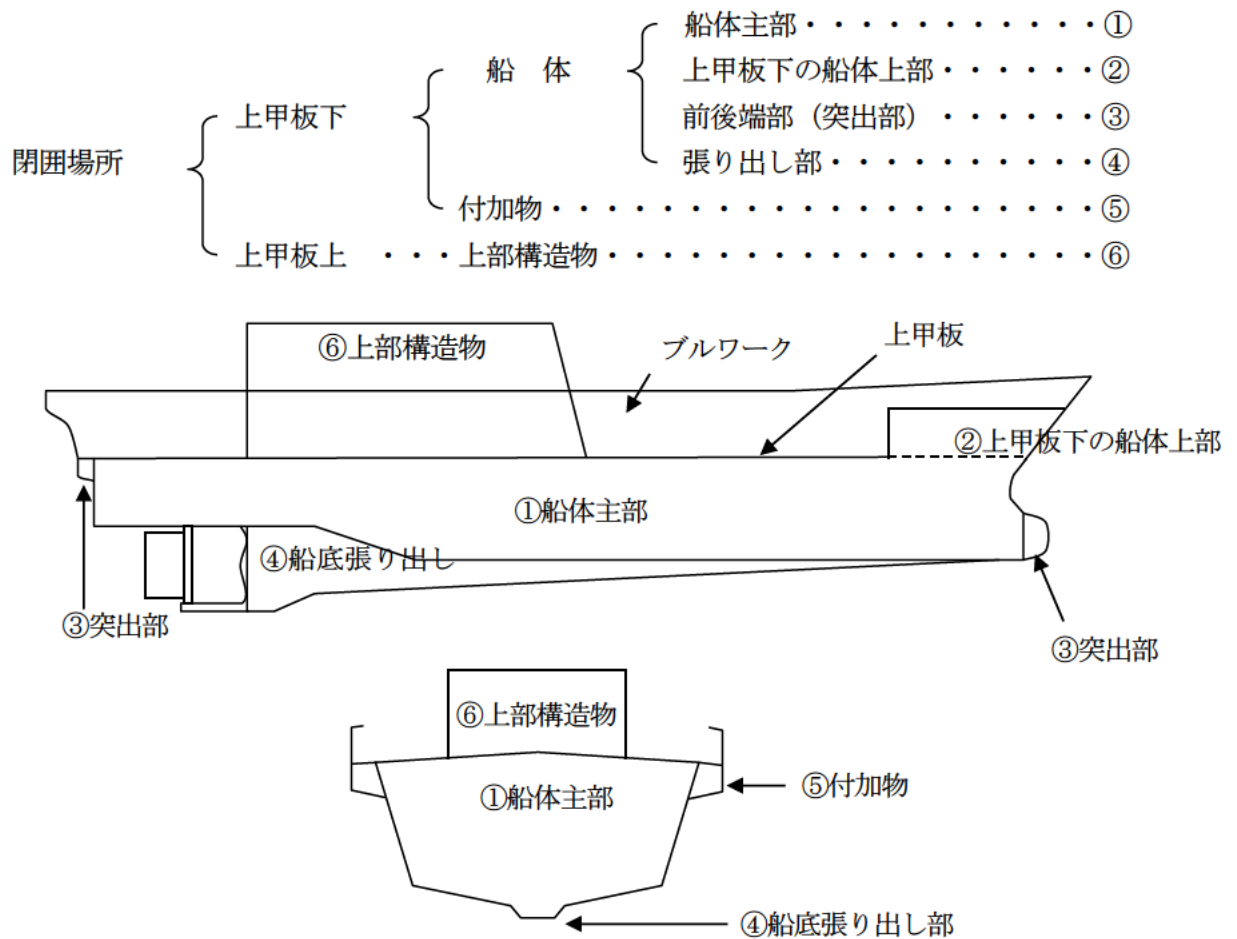 船 体
船体主部・・・・・・・・・・・①
上甲板下の船体上部・・・・・・②
上甲板下
前後端部（突出部）・・・・・・③
閉囲場所
張り出し部・・・・・・・・・・④
付加物・・・・・・・・・・・・・・・・・・・・⑤
上甲板上 ・・・上部構造物・・・・・・・・・・・・・・・・・・⑥
⑥上部構造物
ブルワーク
上甲板
②上甲板下の船体上部
①船体主部
④船底張り出し
③突出部
③突出部
⑥上部構造物
①船体主部
⑤付加物
④船底張り出し部